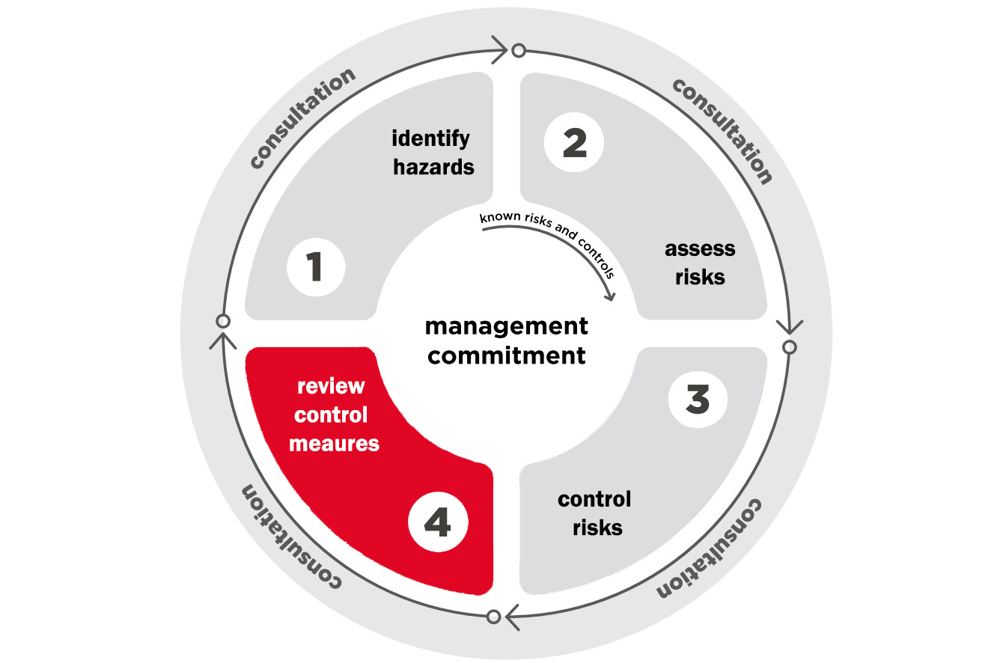 consultation
consultation
identify
hazards
1
2
assess
risks
known risks and controls
management
commitment
3
control
risks
review
control
meaures
4
consultation
consultation